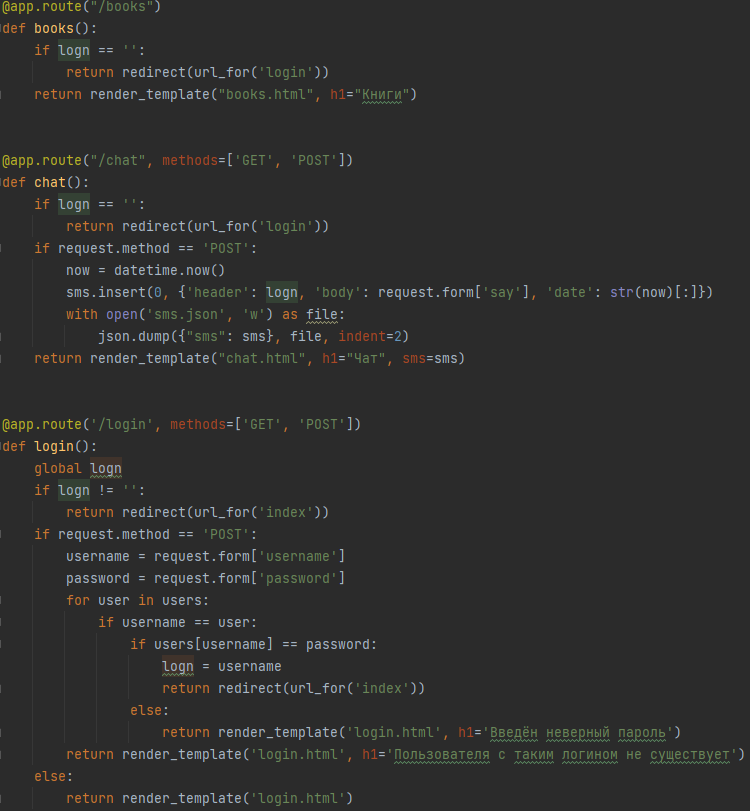 @app.route("/books")
def books():
    if logn == '':
        return redirect(url_for('login'))
    return render_template("books.html", h1="Книги")
@app.route("/chat", methods=['GET', 'POST'])
def chat():
    if logn == '':
        return redirect(url_for('login'))
    if request.method == 'POST':
        now = datetime.now()
        sms.insert(0, {'header': logn, 'body': request.form['say'], 'date': str(now)[:]})
        with open('sms.json', 'w') as file:
            json.dump({"sms": sms}, file, indent=2)
    return render_template("chat.html", h1="Чат", sms=sms)
@app.route('/login', methods=['GET', 'POST'])
def login():
    global logn
    if logn != '':
        return redirect(url_for('index'))
    if request.method == 'POST':
        username = request.form['username']
        password = request.form['password']
        for user in users:
            if username == user:
                if users[username] == password:
                    logn = username
                    return redirect(url_for('index'))
                else:
                    return render_template('login.html', h1='Введён неверный пароль')
        return render_template('login.html', h1='Пользователя с таким логином не существует')
    else:
        return render_template('login.html')